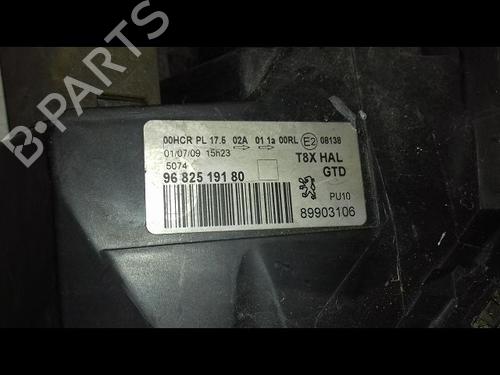 00HCR PL 17.5 02A 01 1a 00RL E2 08138
01/07/09 15h23
5074
96 825 191 80
T8X HAL
GTD
PU10
89903106
B-PARTS